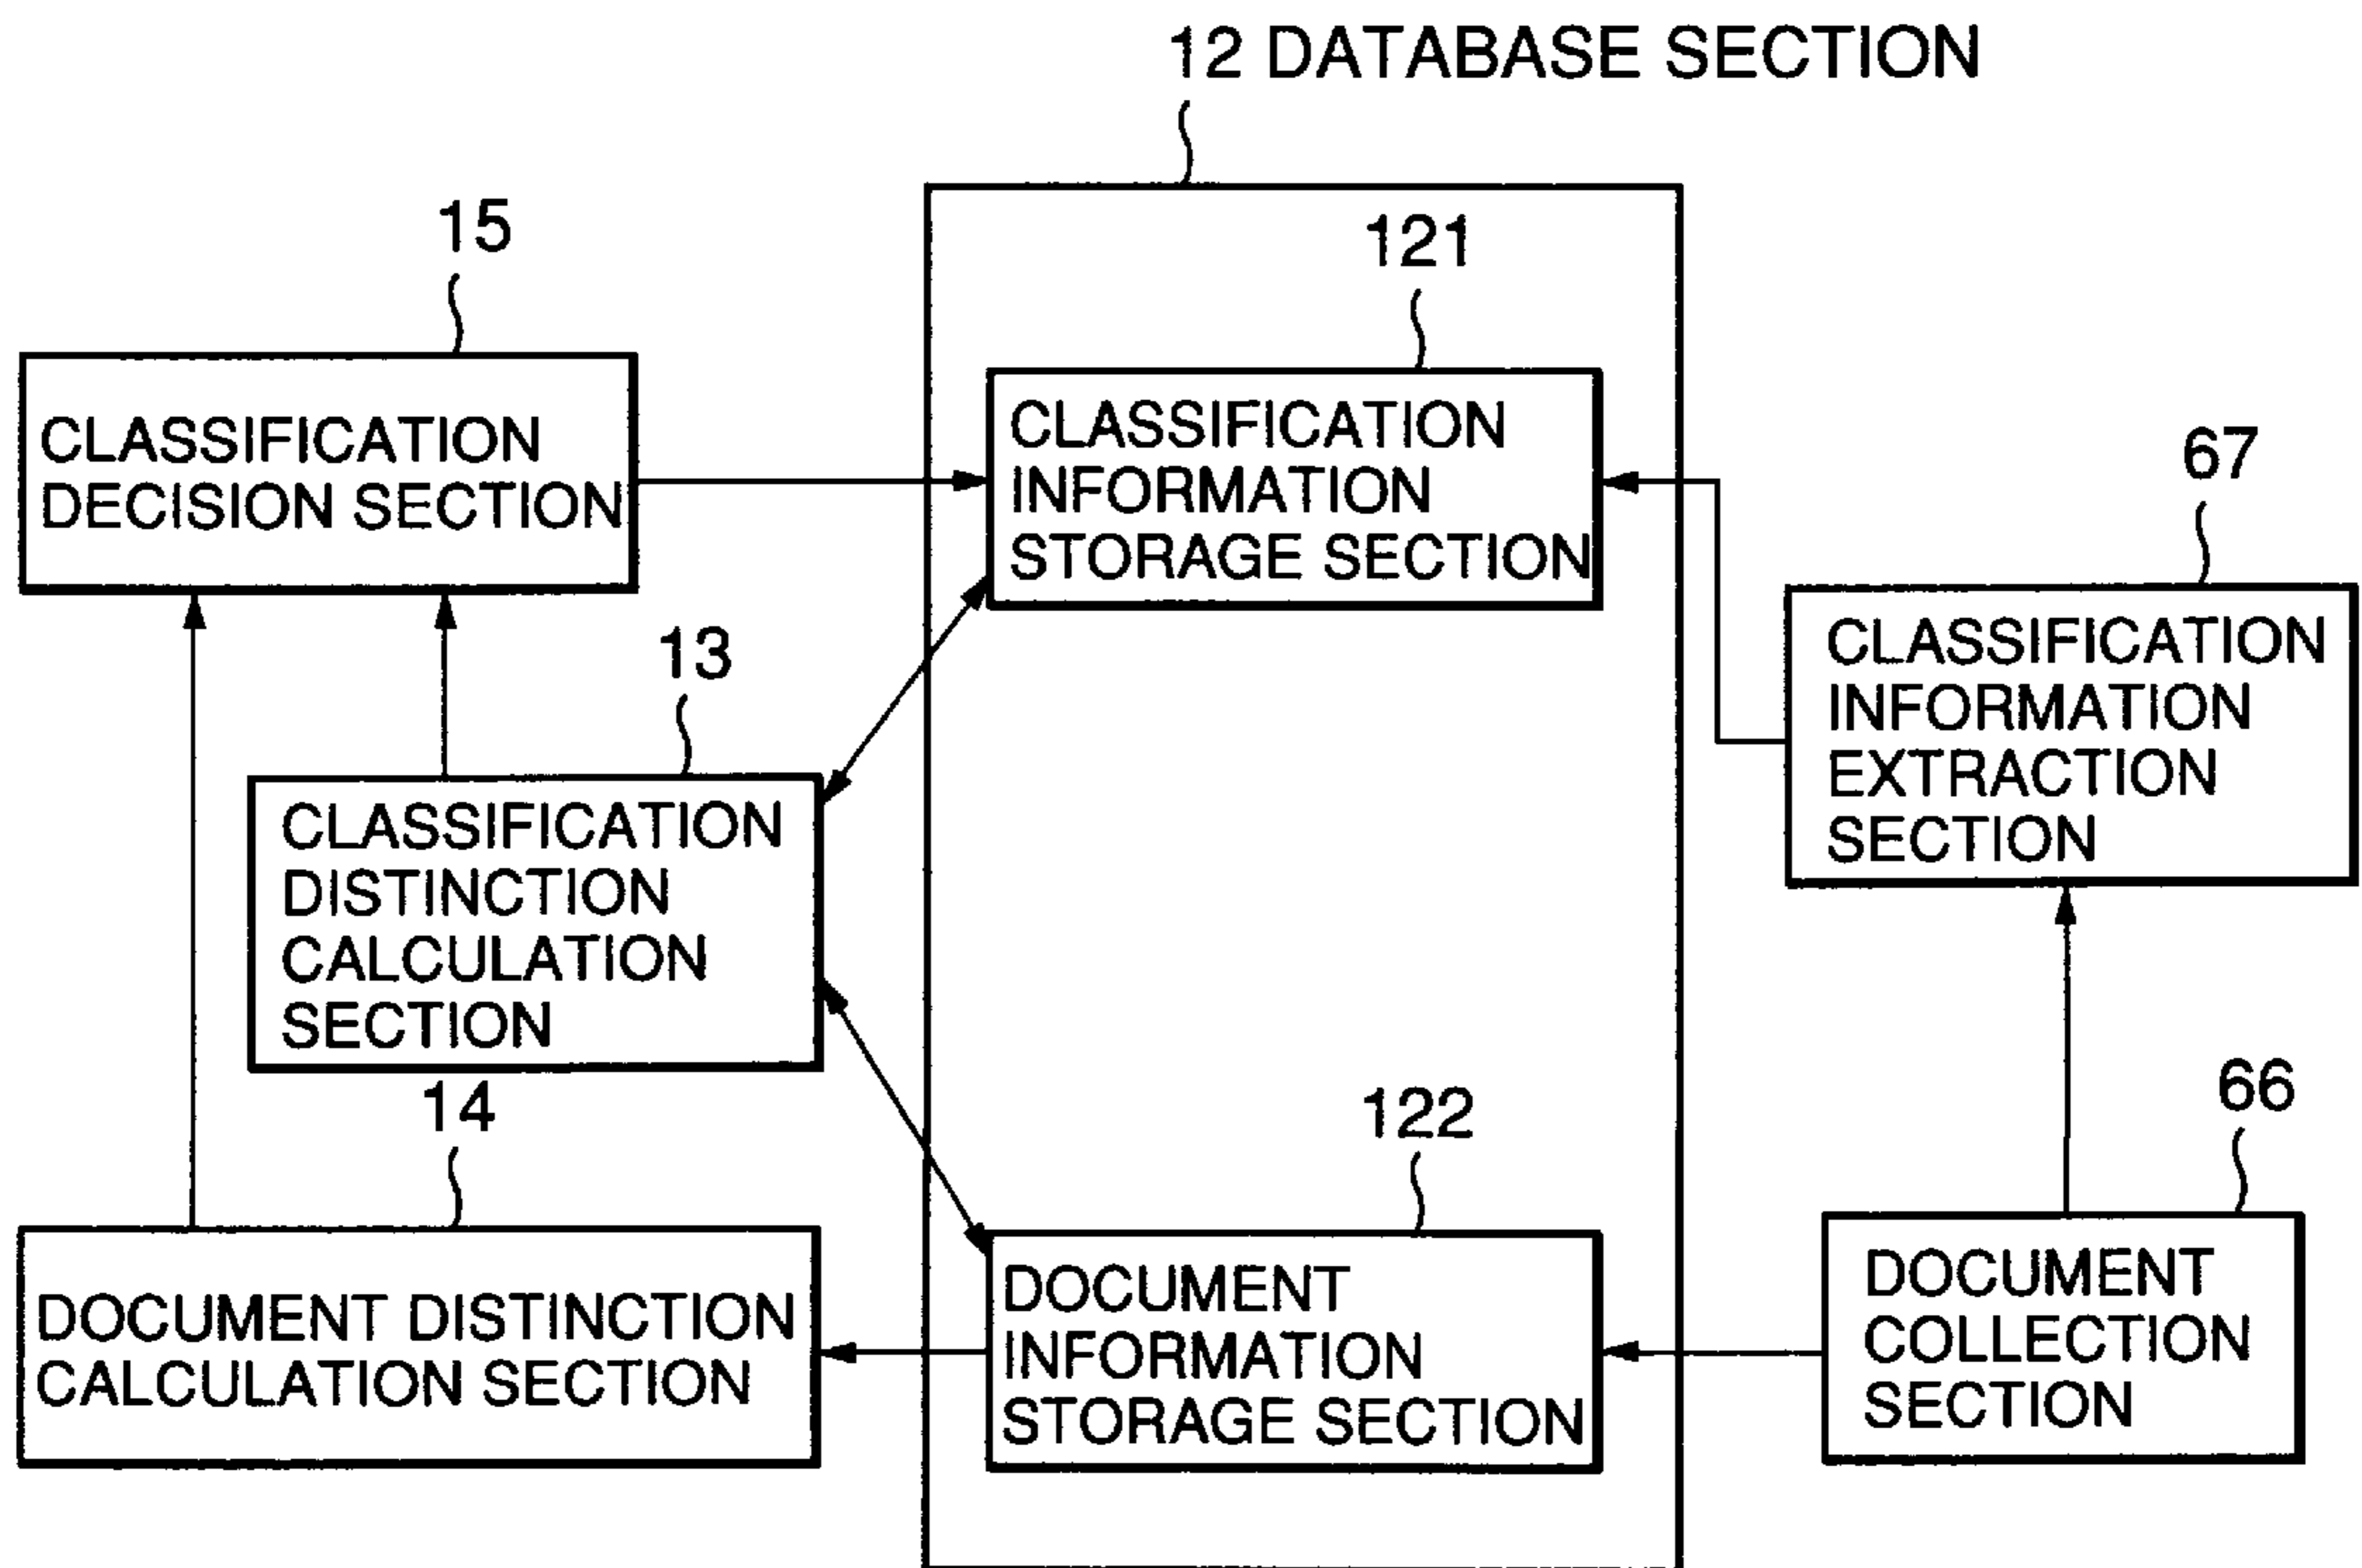 12 DATABASE SECTION
15
CLASSIFICATION
DECISION SECTION
121
CLASSIFICATION
INFORMATION
STORAGE SECTION
67
CLASSIFICATION
INFORMATION
EXTRACTION
SECTION
13
CLASSIFICATION
DISTINCTION
CALCULATION
SECTION
14
DOCUMENT DISTINCTION
CALCULATION SECTION
122
DOCUMENT
INFORMATION
STORAGE SECTION
66
DOCUMENT
COLLECTION
SECTION